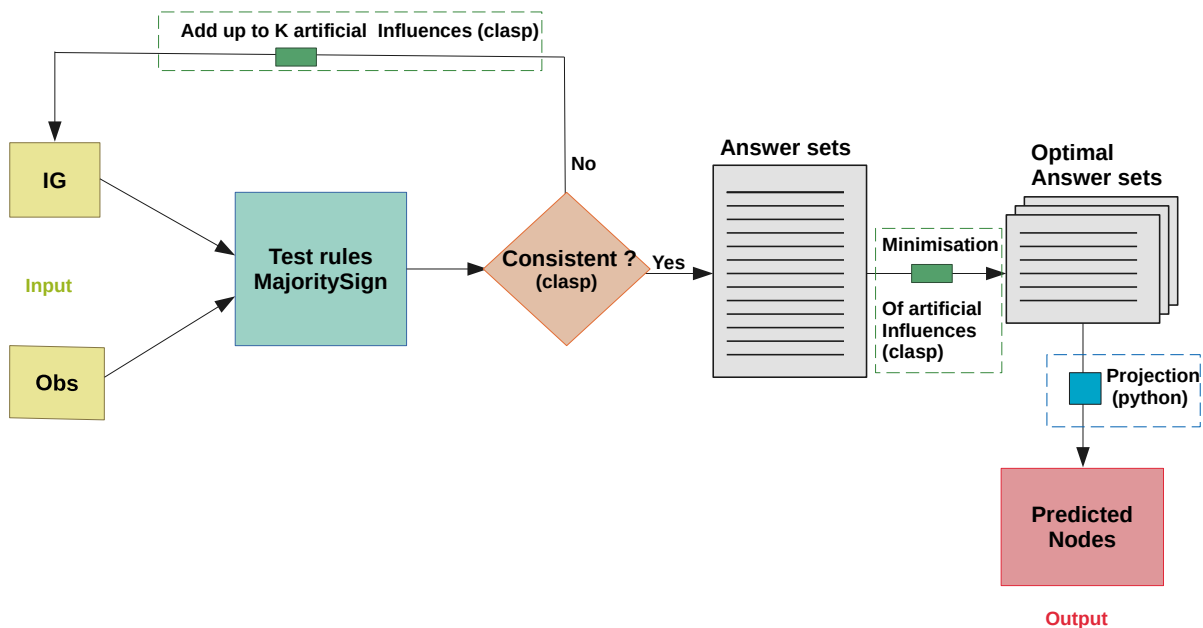 Add up to K artificial Influences (clasp)
IG
Input
Obs
Test rules
MajoritySign
No
Consistent ?
(clasp)
Yes
Answer sets
Minimisation
Of artificial
Influences
(clasp)
Optimal
Answer sets
Projection
(python)
Predicted
Nodes
Output